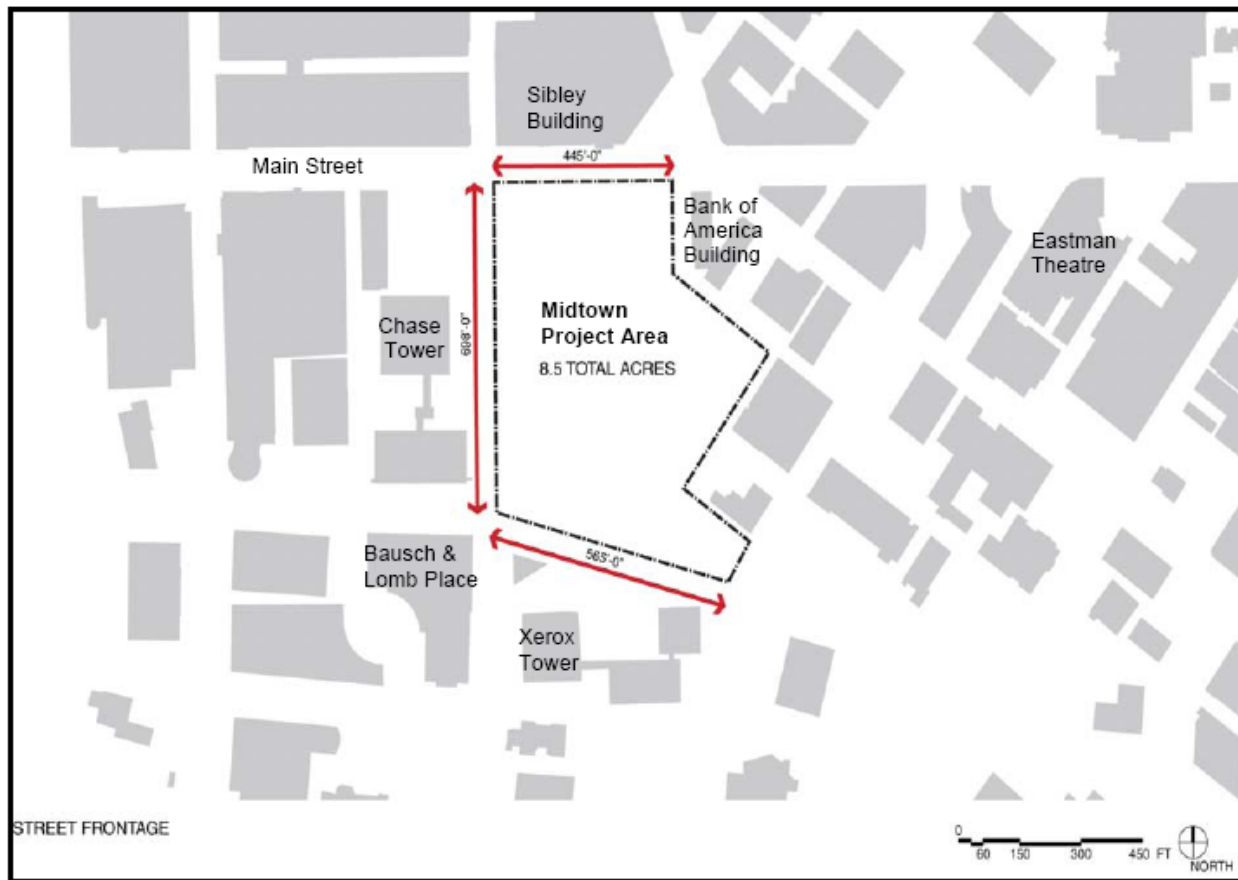 Sibley
Building
445'-0"
Main Street
Bank of
America
Building
Eastman
Theatre
Midtown
Project Area
8.5 TOTAL ACRES
Chase
Tower
698'-0"
Bausch &
Lomb Place
565'-0"
Xerox
Tower
STREET FRONTAGE
0
60 150 300 450 FT
NORTH